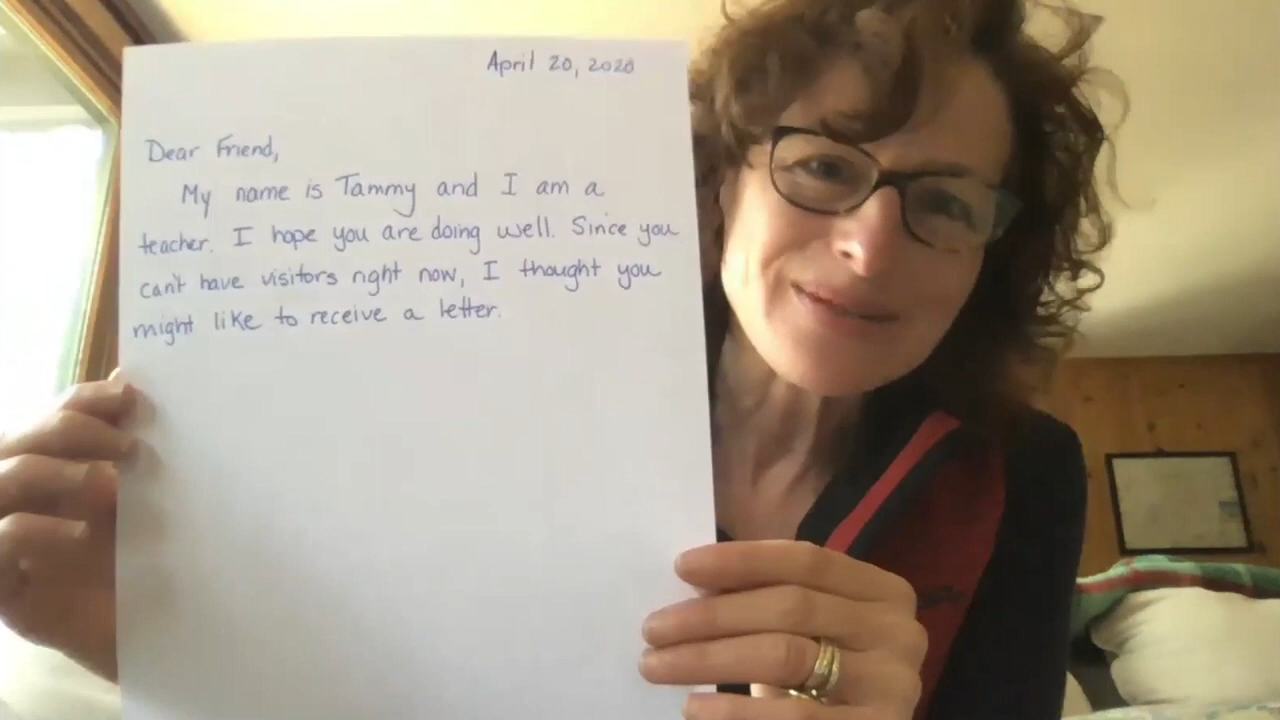 April 20, 2020
Dear Friend,
My name is Tammy and I am a
teacher. I hope you are doing well. Since you
can't have visitors right now, I thought you
might like to receive a letter.